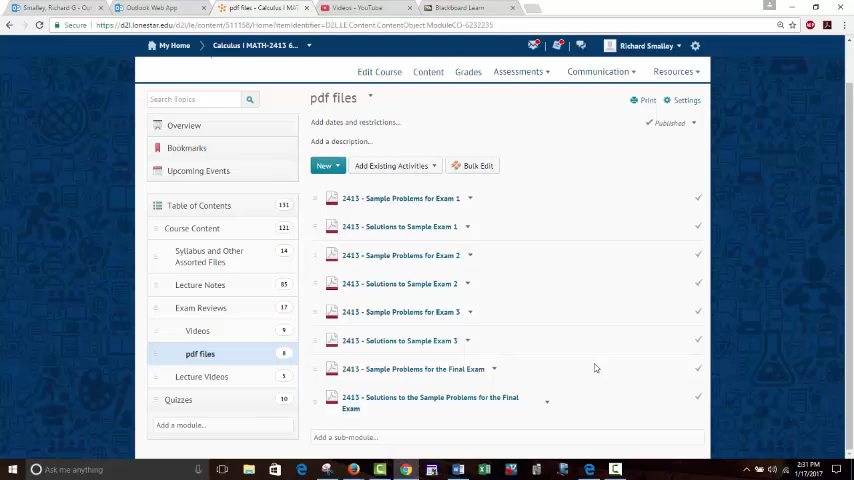 Smalley, Richard G - Out
Outlook Web App
pdf files - Calculus I MATH
Videos - YouTube
Blackboard Learn
Secure
https://d2l.lonestar.edu/d2l/le/content/511158/Home?itemIdentifier=D2L.LE.Content.ContentObject.ModuleCO-6232235
My Home
Calculus I MATH-2413 6...
Richard Smalley
Edit Course
Content
Grades
Assessments
Communication
Resources
Search Topics
pdf files
Print
Settings
Overview
Add dates and restrictions...
Published
Bookmarks
Add a description...
Upcoming Events
New
Add Existing Activities
Bulk Edit
Table of Contents 131
2413 - Sample Problems for Exam 1
Course Content 121
2413 - Solutions to Sample Exam 1
Syllabus and Other
Assorted Files
14
2413 - Sample Problems for Exam 2
Lecture Notes 85
2413 - Solutions to Sample Exam 2
Exam Reviews 17
2413 - Sample Problems for Exam 3
Videos 9
2413 - Solutions to Sample Exam 3
pdf files 8
2413 - Sample Problems for the Final Exam
Lecture Videos 5
2413 - Solutions to the Sample Problems for the Final
Exam
Quizzes 10
Add a module...
Add a sub-module...
Ask me anything
2:31 PM
1/17/2017